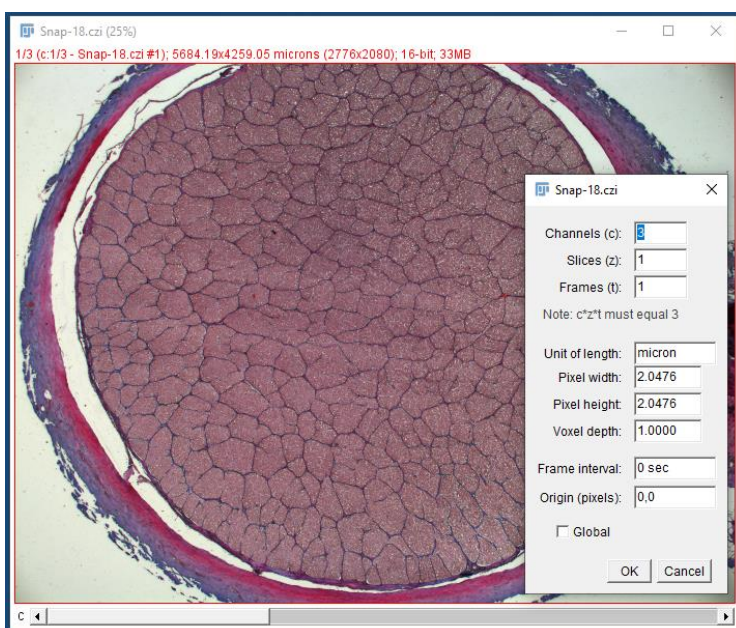 Snap-18.czi (25%)
1/3 (c:1/3 - Snap-18.czi #1); 5684.19x4259.05 microns (2776x2080); 16-bit; 33MB
Snap-18.czi
Channels (c): 3
Slices (z): 1
Frames (t): 1
Note: c*z*t must equal 3
Unit of length: micron
Pixel width: 2.0476
Pixel height: 2.0476
Voxel depth: 1.0000
Frame interval: 0 sec
Origin (pixels): 0,0
Global
OK Cancel
c